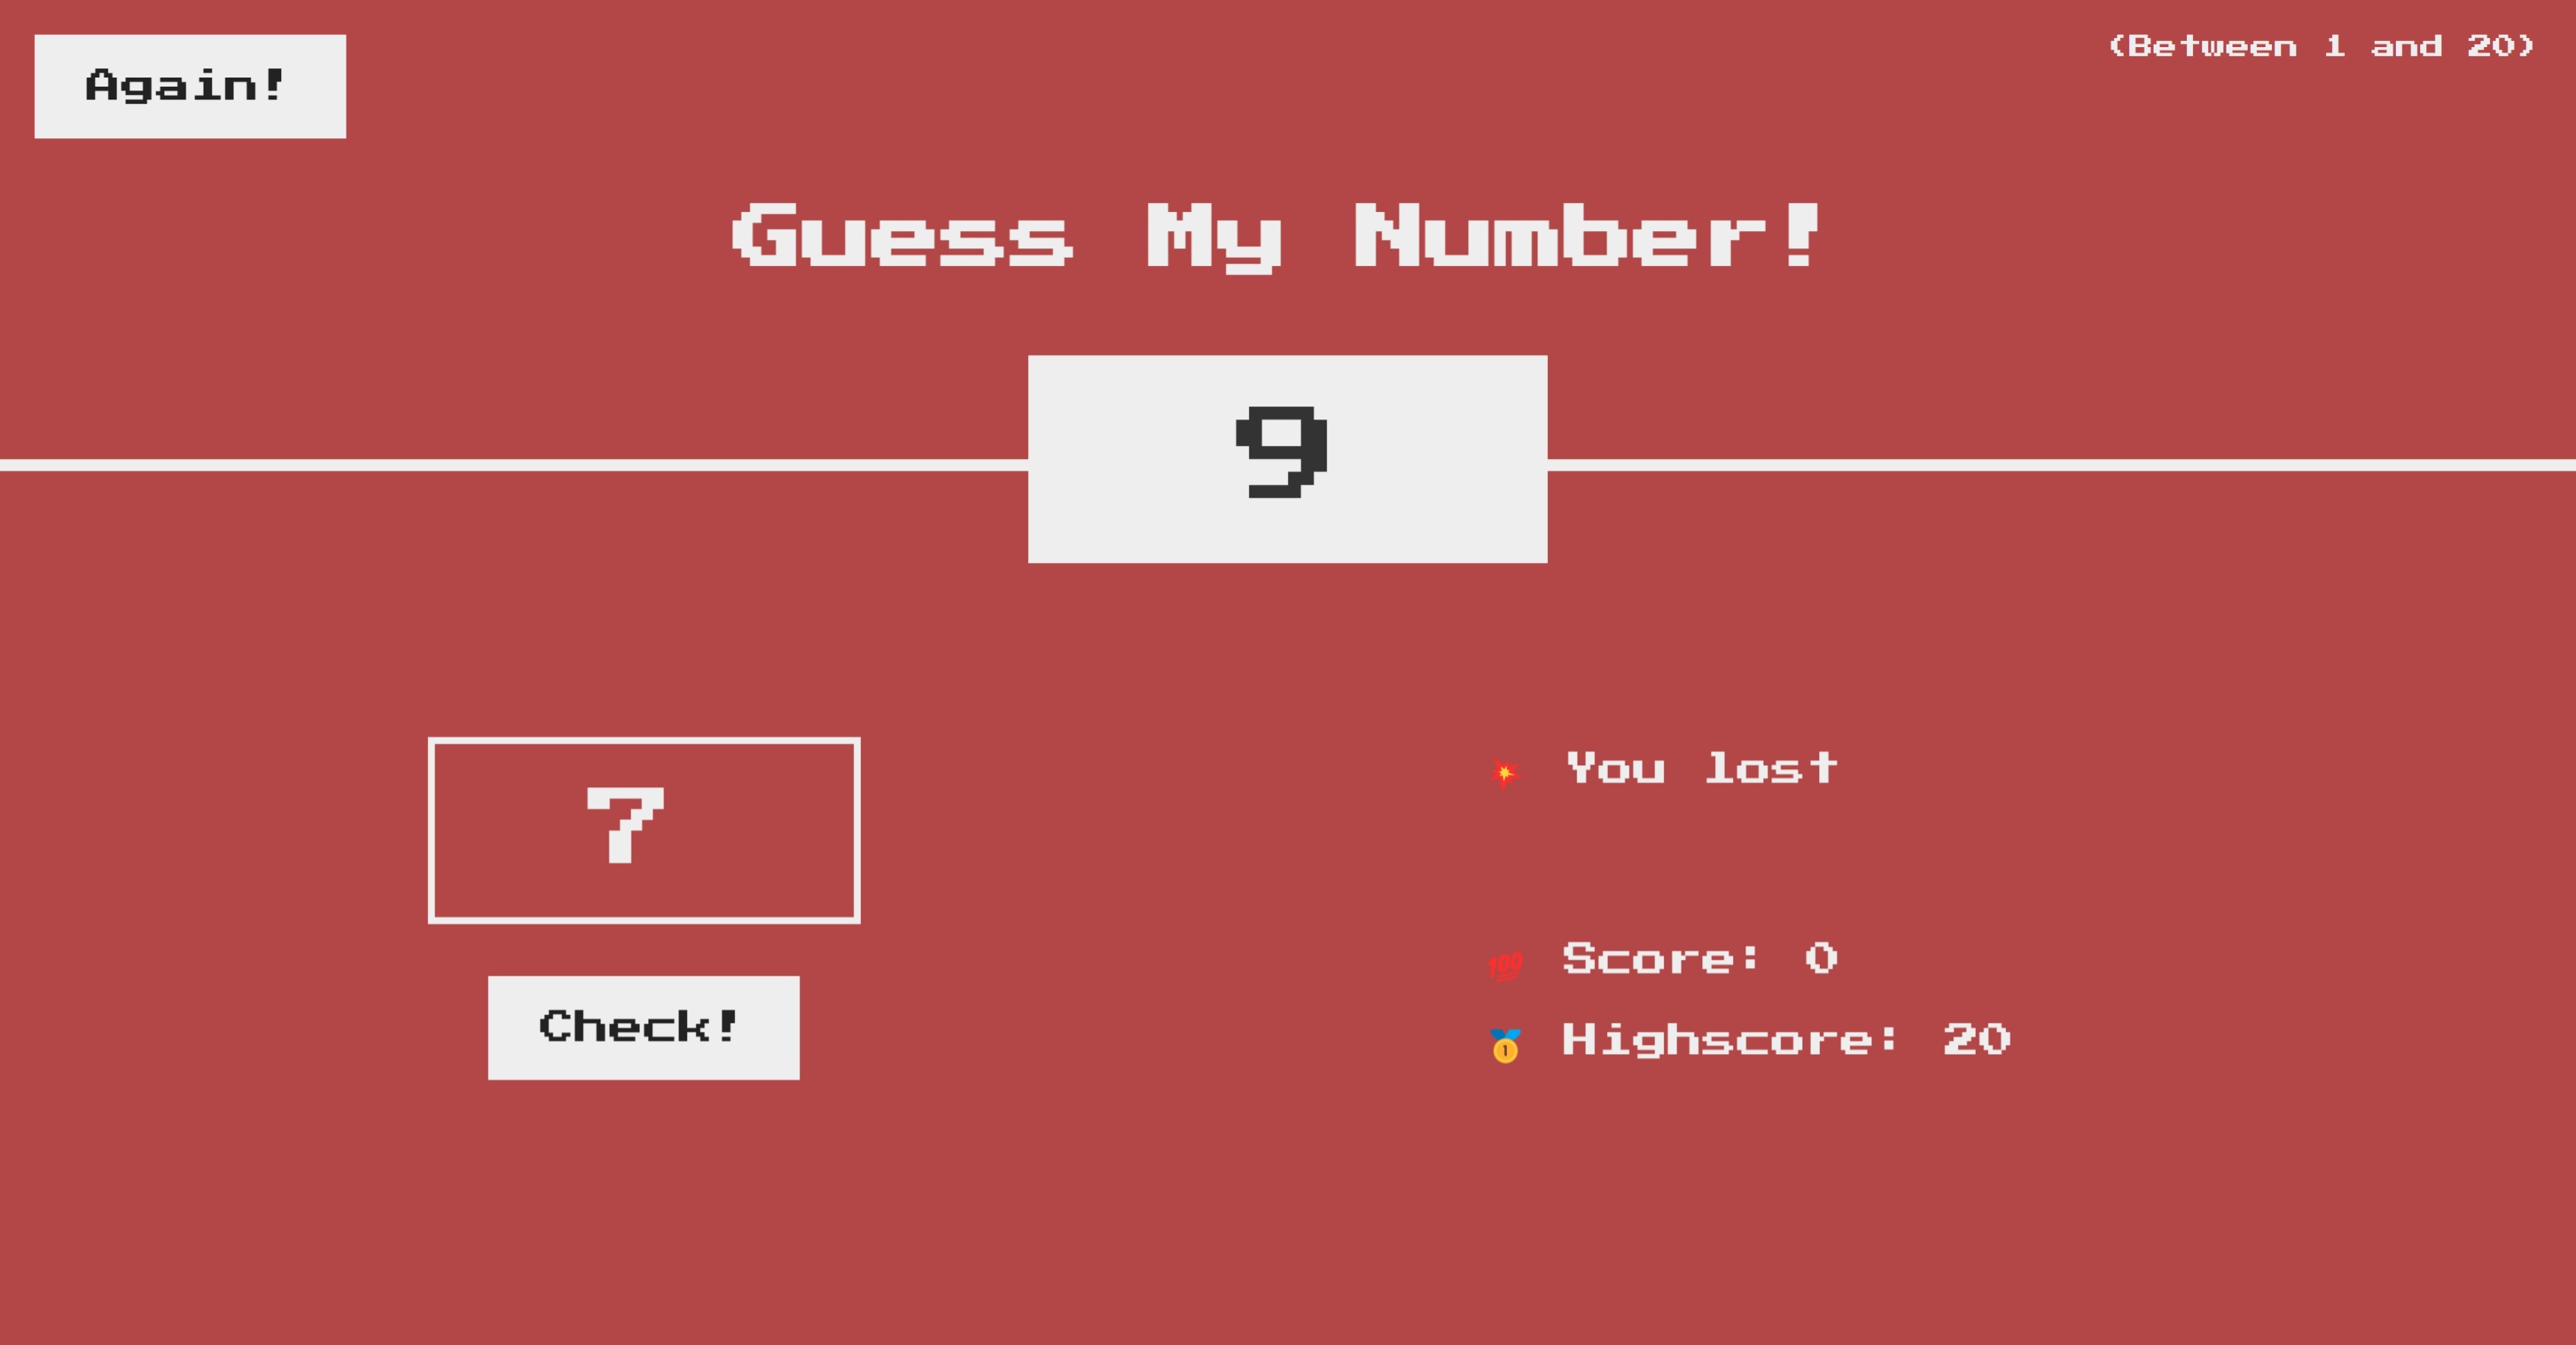 Again!
(Between 1 and 20)
Guess My Number!
9
7
Check!
💥 You lost
💯 Score: 0
🥇 Highscore: 20